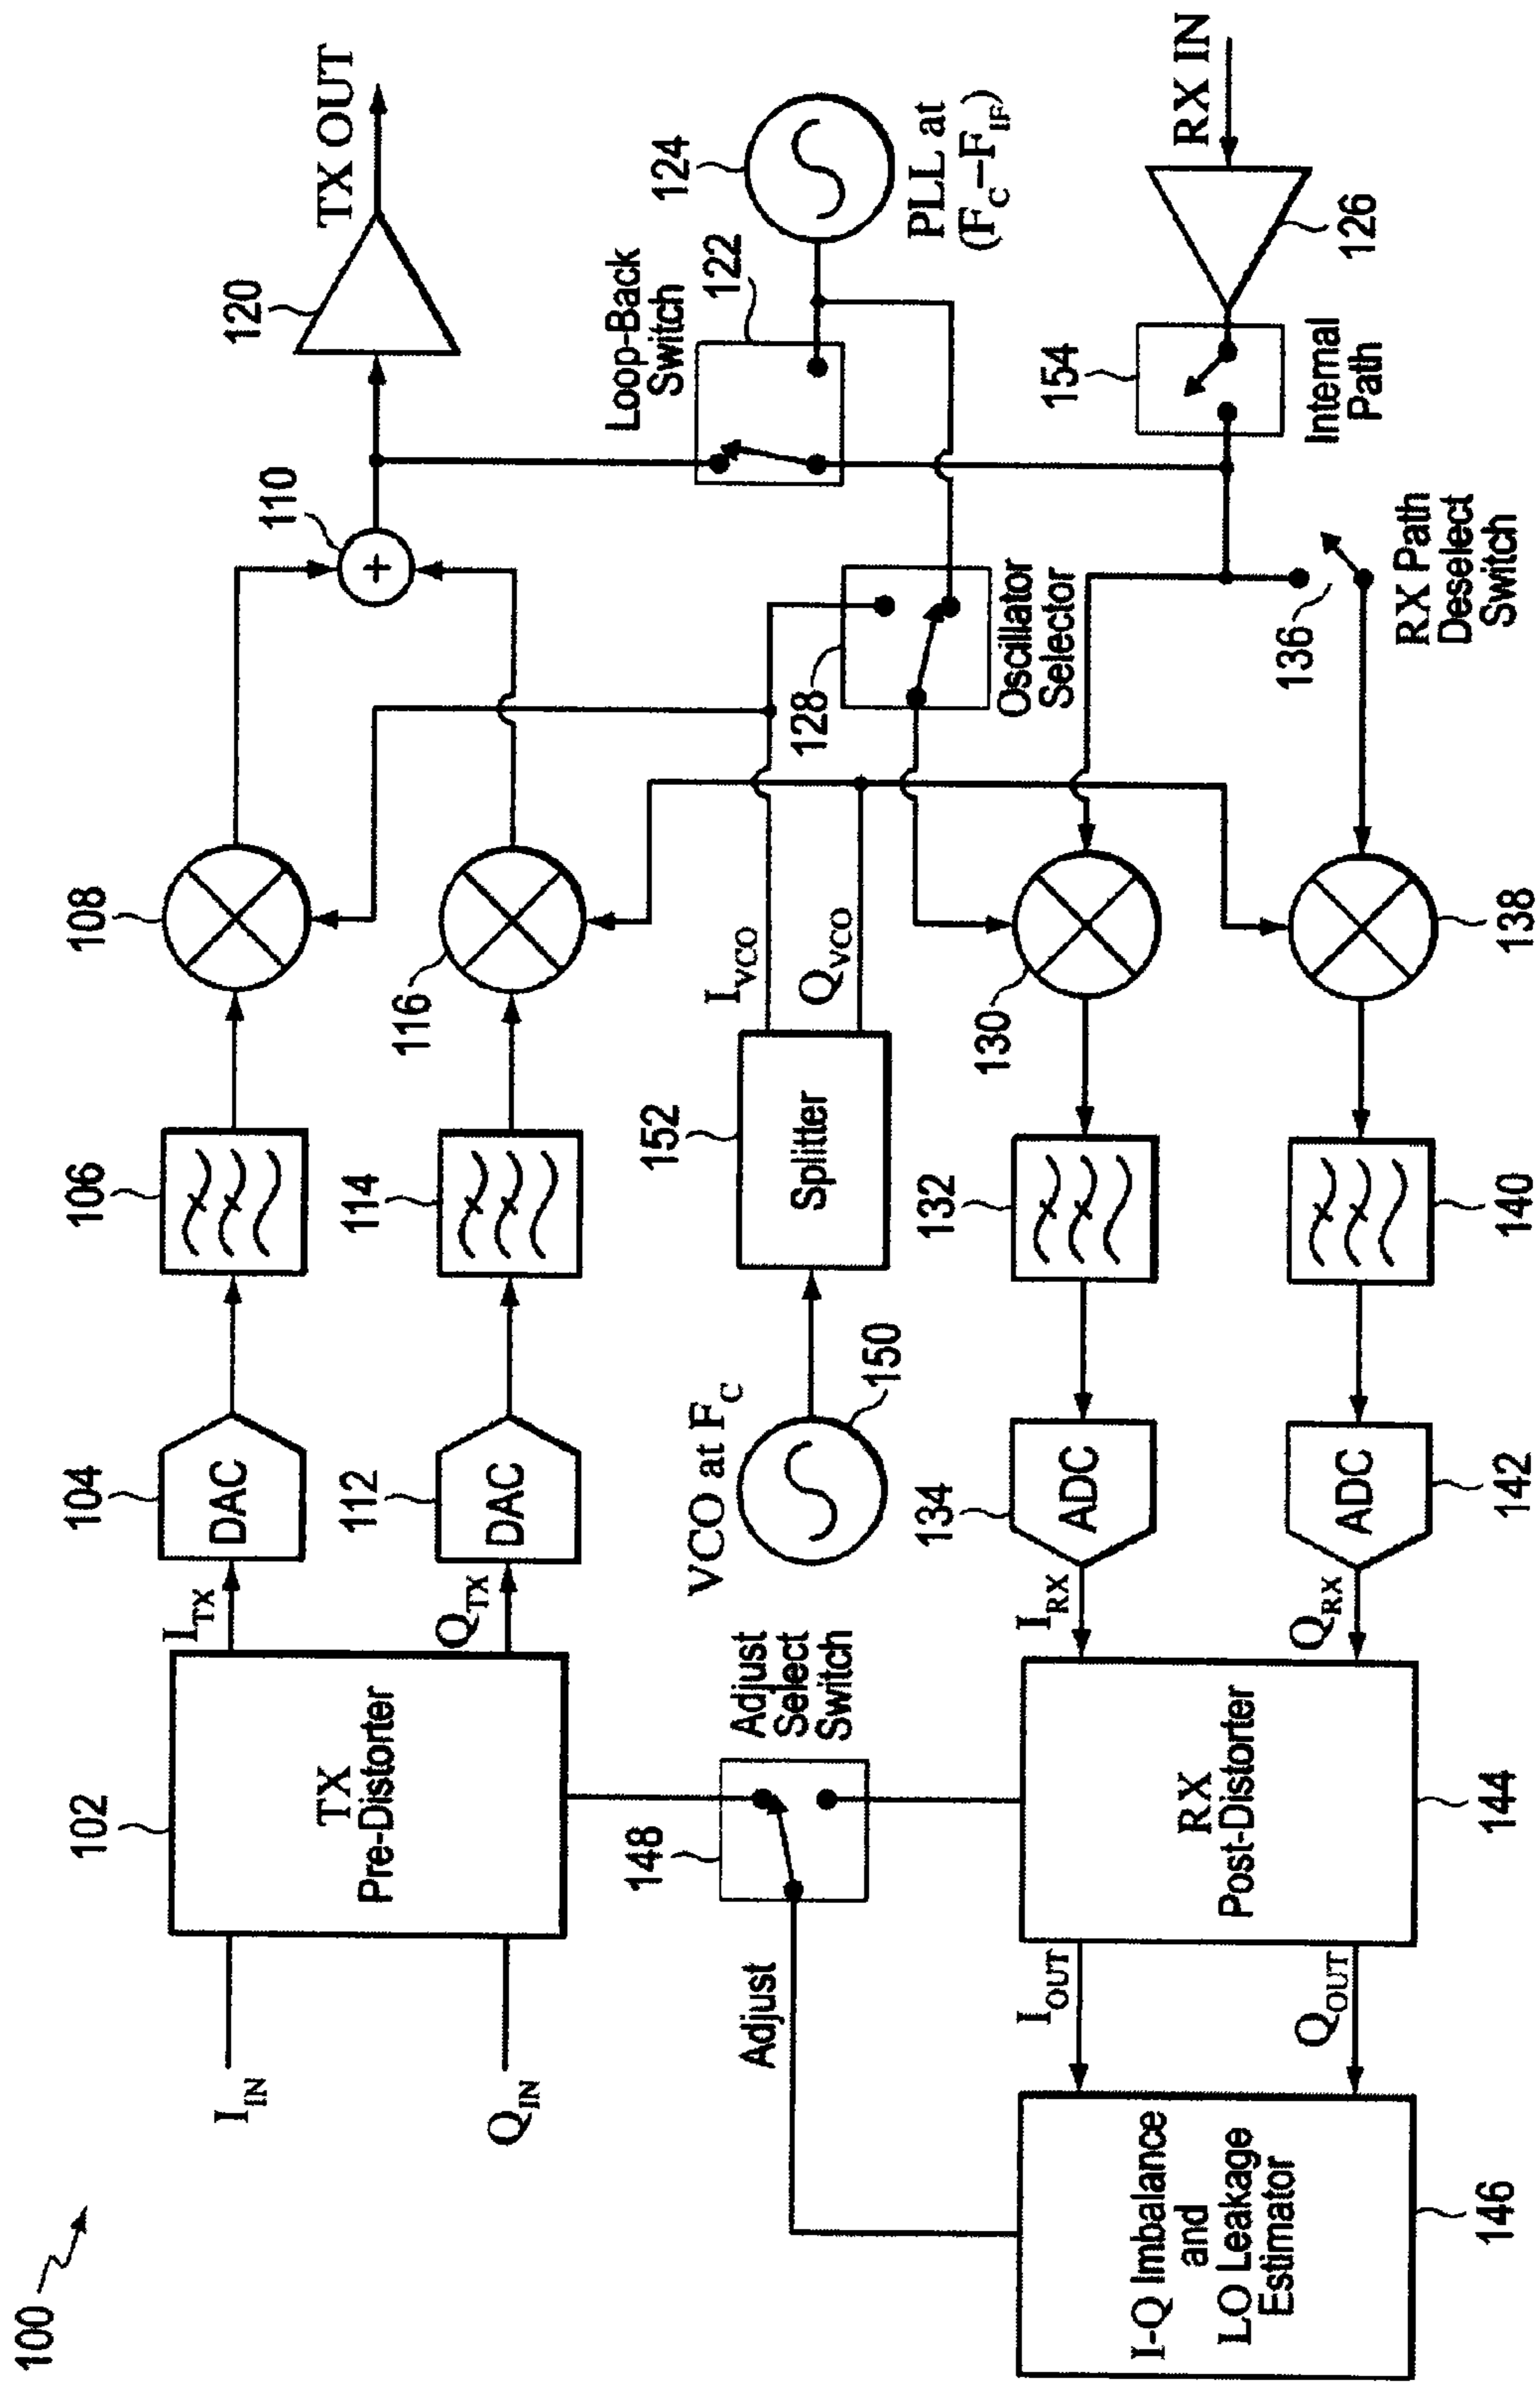 100
I_IN
Q_IN
102
TX
Pre-Distorter
I_TX
Q_TX
104
DAC
112
DAC
106
114
108
116
110
120
TX OUT
Loop-Back
Switch
122
124
PLL at
(F_C–F_IF)
VCO at F_C
150
152
Splitter
I_VCO
Q_VCO
128
Oscillator
Selector
Adjust
148
Adjust
Select
Switch
I-Q Imbalance
and
LO Leakage
Estimator
146
I_OUT
Q_OUT
RX
Post-Distorter
144
I_RX
Q_RX
134
ADC
ADC
142
132
140
130
138
136
RX Path
Deselect
Switch
154
Internal
Path
126
RX IN